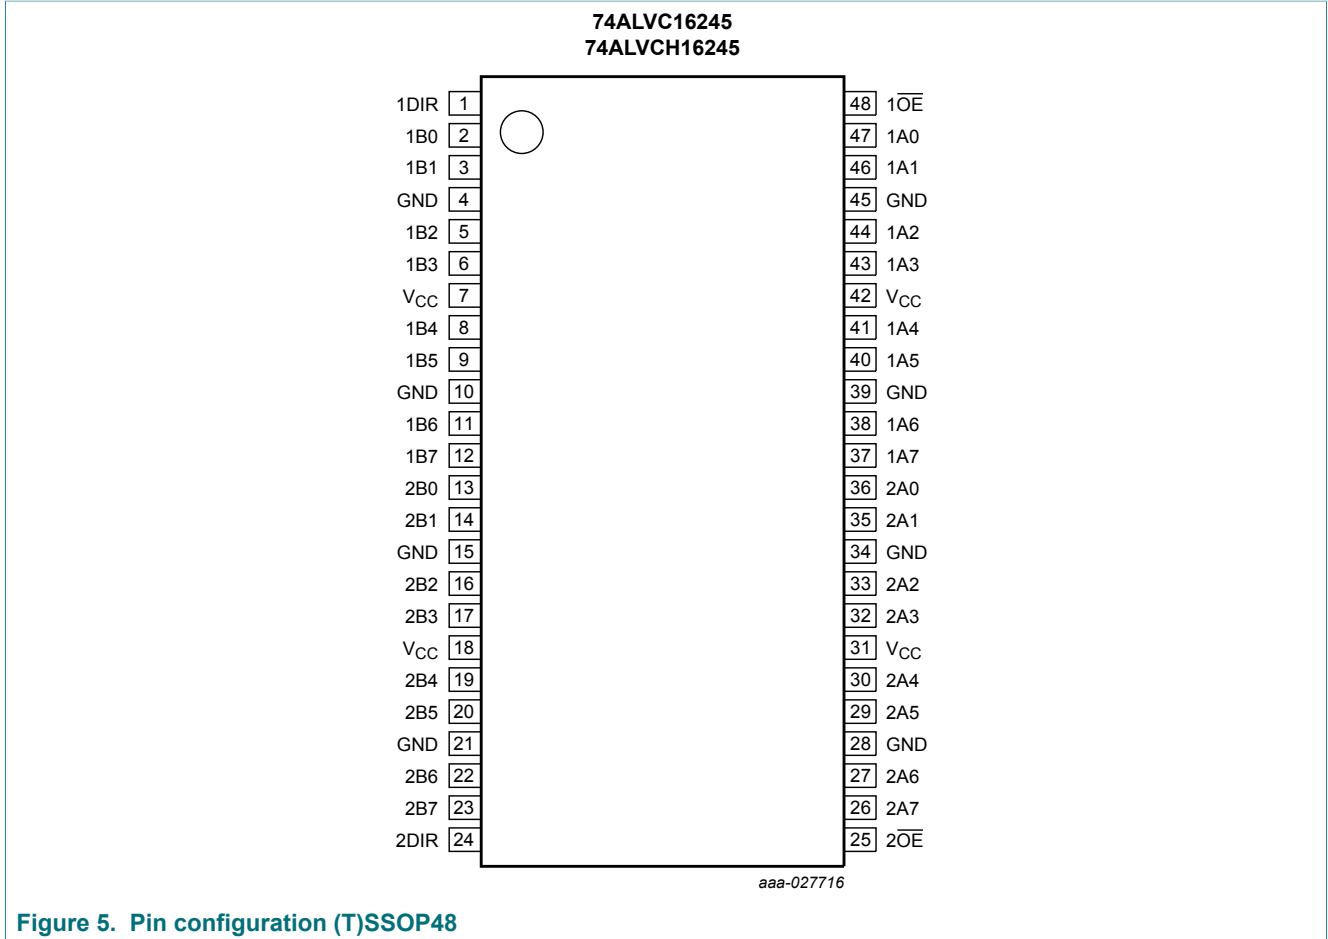 74ALVC16245
74ALVCH16245
1DIR 1 48 1O̅E̅
1B0 2 47 1A0
1B1 3 46 1A1
GND 4 45 GND
1B2 5 44 1A2
1B3 6 43 1A3
VCC 7 42 VCC
1B4 8 41 1A4
1B5 9 40 1A5
GND 10 39 GND
1B6 11 38 1A6
1B7 12 37 1A7
2B0 13 36 2A0
2B1 14 35 2A1
GND 15 34 GND
2B2 16 33 2A2
2B3 17 32 2A3
VCC 18 31 VCC
2B4 19 30 2A4
2B5 20 29 2A5
GND 21 28 GND
2B6 22 27 2A6
2B7 23 26 2A7
2DIR 24 25 2O̅E̅
aaa-027716
Figure 5. Pin configuration (T)SSOP48